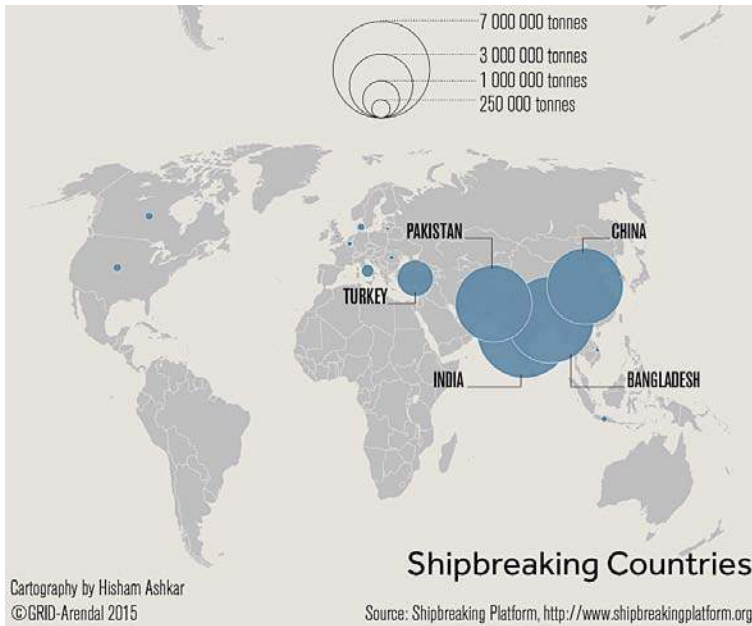 7 000 000 tonnes
3 000 000 tonnes
1 000 000 tonnes
250 000 tonnes
PAKISTAN
CHINA
TURKEY
INDIA
BANGLADESH
Shipbreaking Countries
Cartography by Hisham Ashkar
©GRID-Arendal 2015
Source: Shipbreaking Platform, http://www.shipbreakingplatform.org